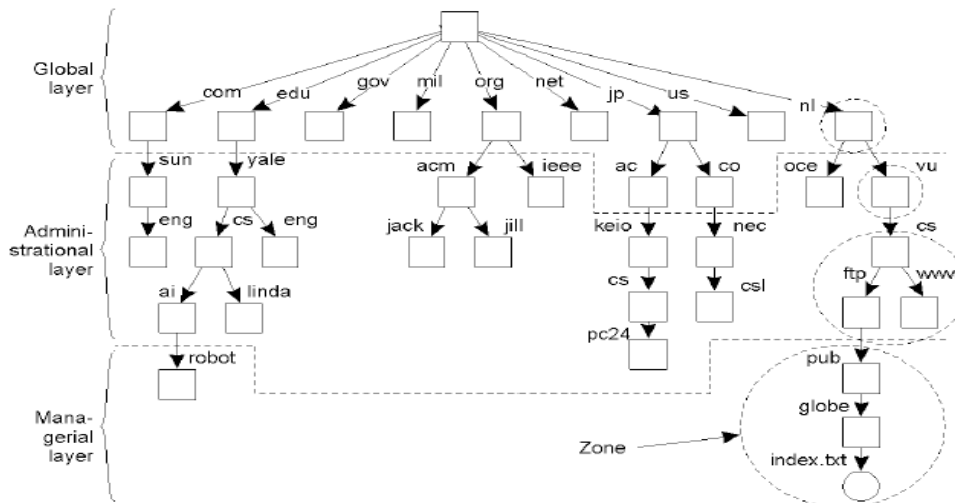 Global
layer
com
edu
gov
mil
org
net
jp
us
nl
sun
yale
acm
ieee
ac
co
oce
vu
Admini-
strational
layer
eng
cs
eng
jack
jill
keio
nec
cs
ai
linda
cs
csl
ftp
www
pc24
robot
pub
Mana-
gerial
layer
globe
Zone
index.txt